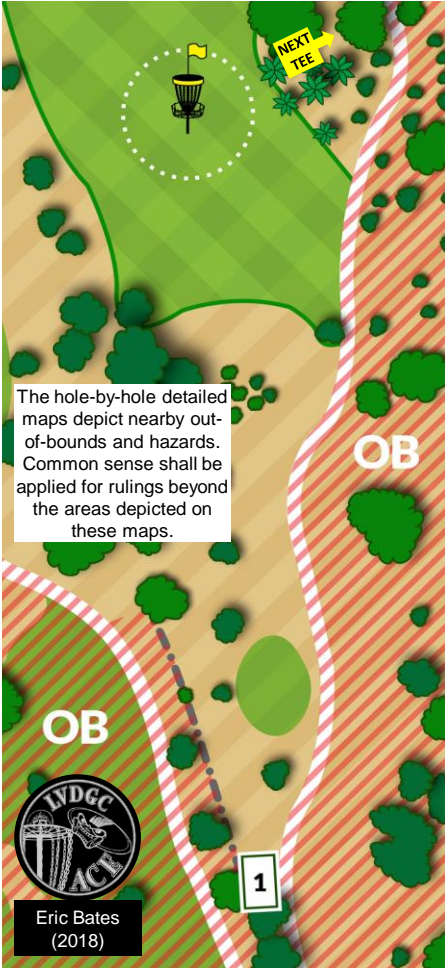 NEXT
TEE
The hole-by-hole detailed
maps depict nearby out-
of-bounds and hazards.
Common sense shall be
applied for rulings beyond
the areas depicted on
these maps.
OB
OB
LVDGC
ACE
1
Eric Bates
(2018)